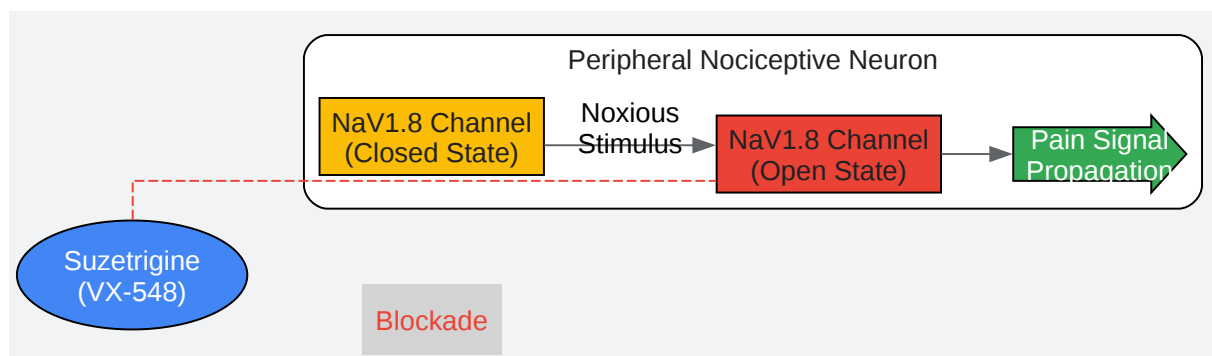 Peripheral Nociceptive Neuron
NaV1.8 Channel
(Closed State)
Noxious
Stimulus
NaV1.8 Channel
(Open State)
Pain Signal
Propagation
Suzetrigine
(VX-548)
Blockade